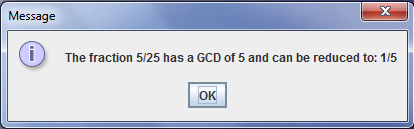 Message
The fraction 5/25 has a GCD of 5 and can be reduced to: 1/5
OK